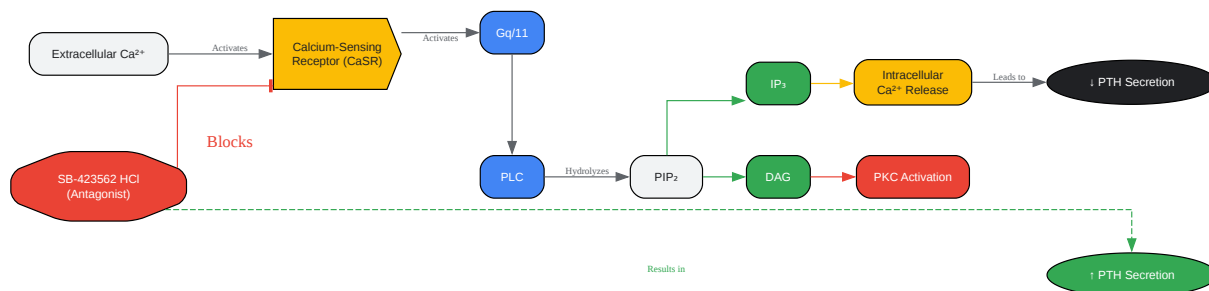 Extracellular Ca²⁺
Activates
Calcium-Sensing
Receptor (CaSR)
Activates
Gq/11
IP₃
Intracellular
Ca²⁺ Release
Leads to
↓ PTH Secretion
Blocks
SB-423562 HCl
(Antagonist)
PLC
Hydrolyzes
PIP₂
DAG
PKC Activation
Results in
↑ PTH Secretion